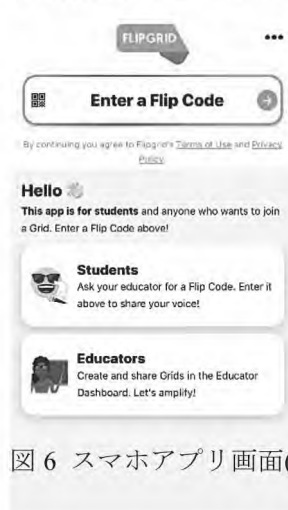 FLIPGRID
Enter a Flip Code
By continuing you agree to Flipgrid's Terms of Use and Privacy
Policy.
Hello
This app is for students and anyone who wants to join
a Grid. Enter a Flip Code above!
Students
Ask your educator for a Flip Code. Enter it
above to share your voice!
Educators
Create and share Grids in the Educator
Dashboard. Let's amplify!
図 6 スマホアプリ画面(